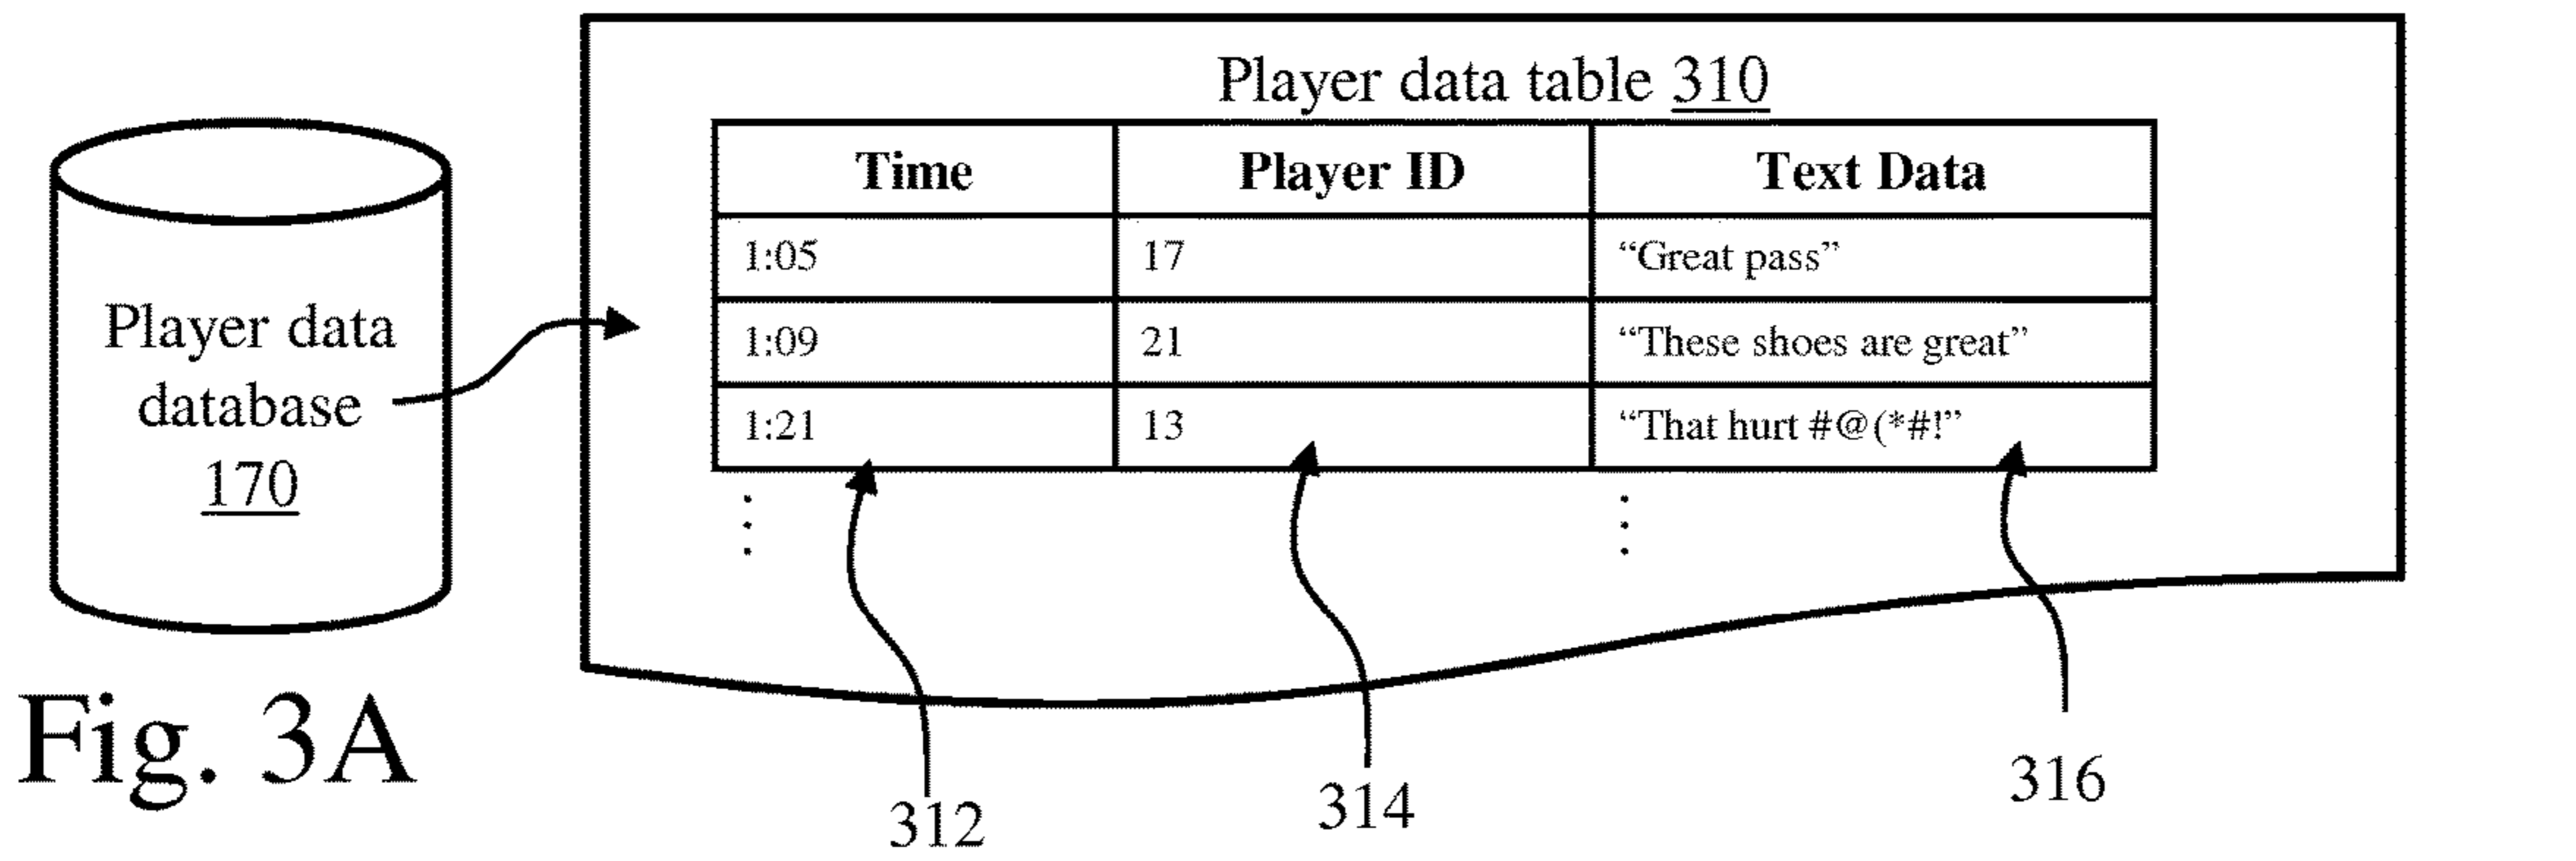 Player data table 310
Time Player ID Text Data
1:05 17 “Great pass”
1:09 21 “These shoes are great”
1:21 13 “That hurt #@(*#!”
Player data
database
170
Fig. 3A
312
314
316